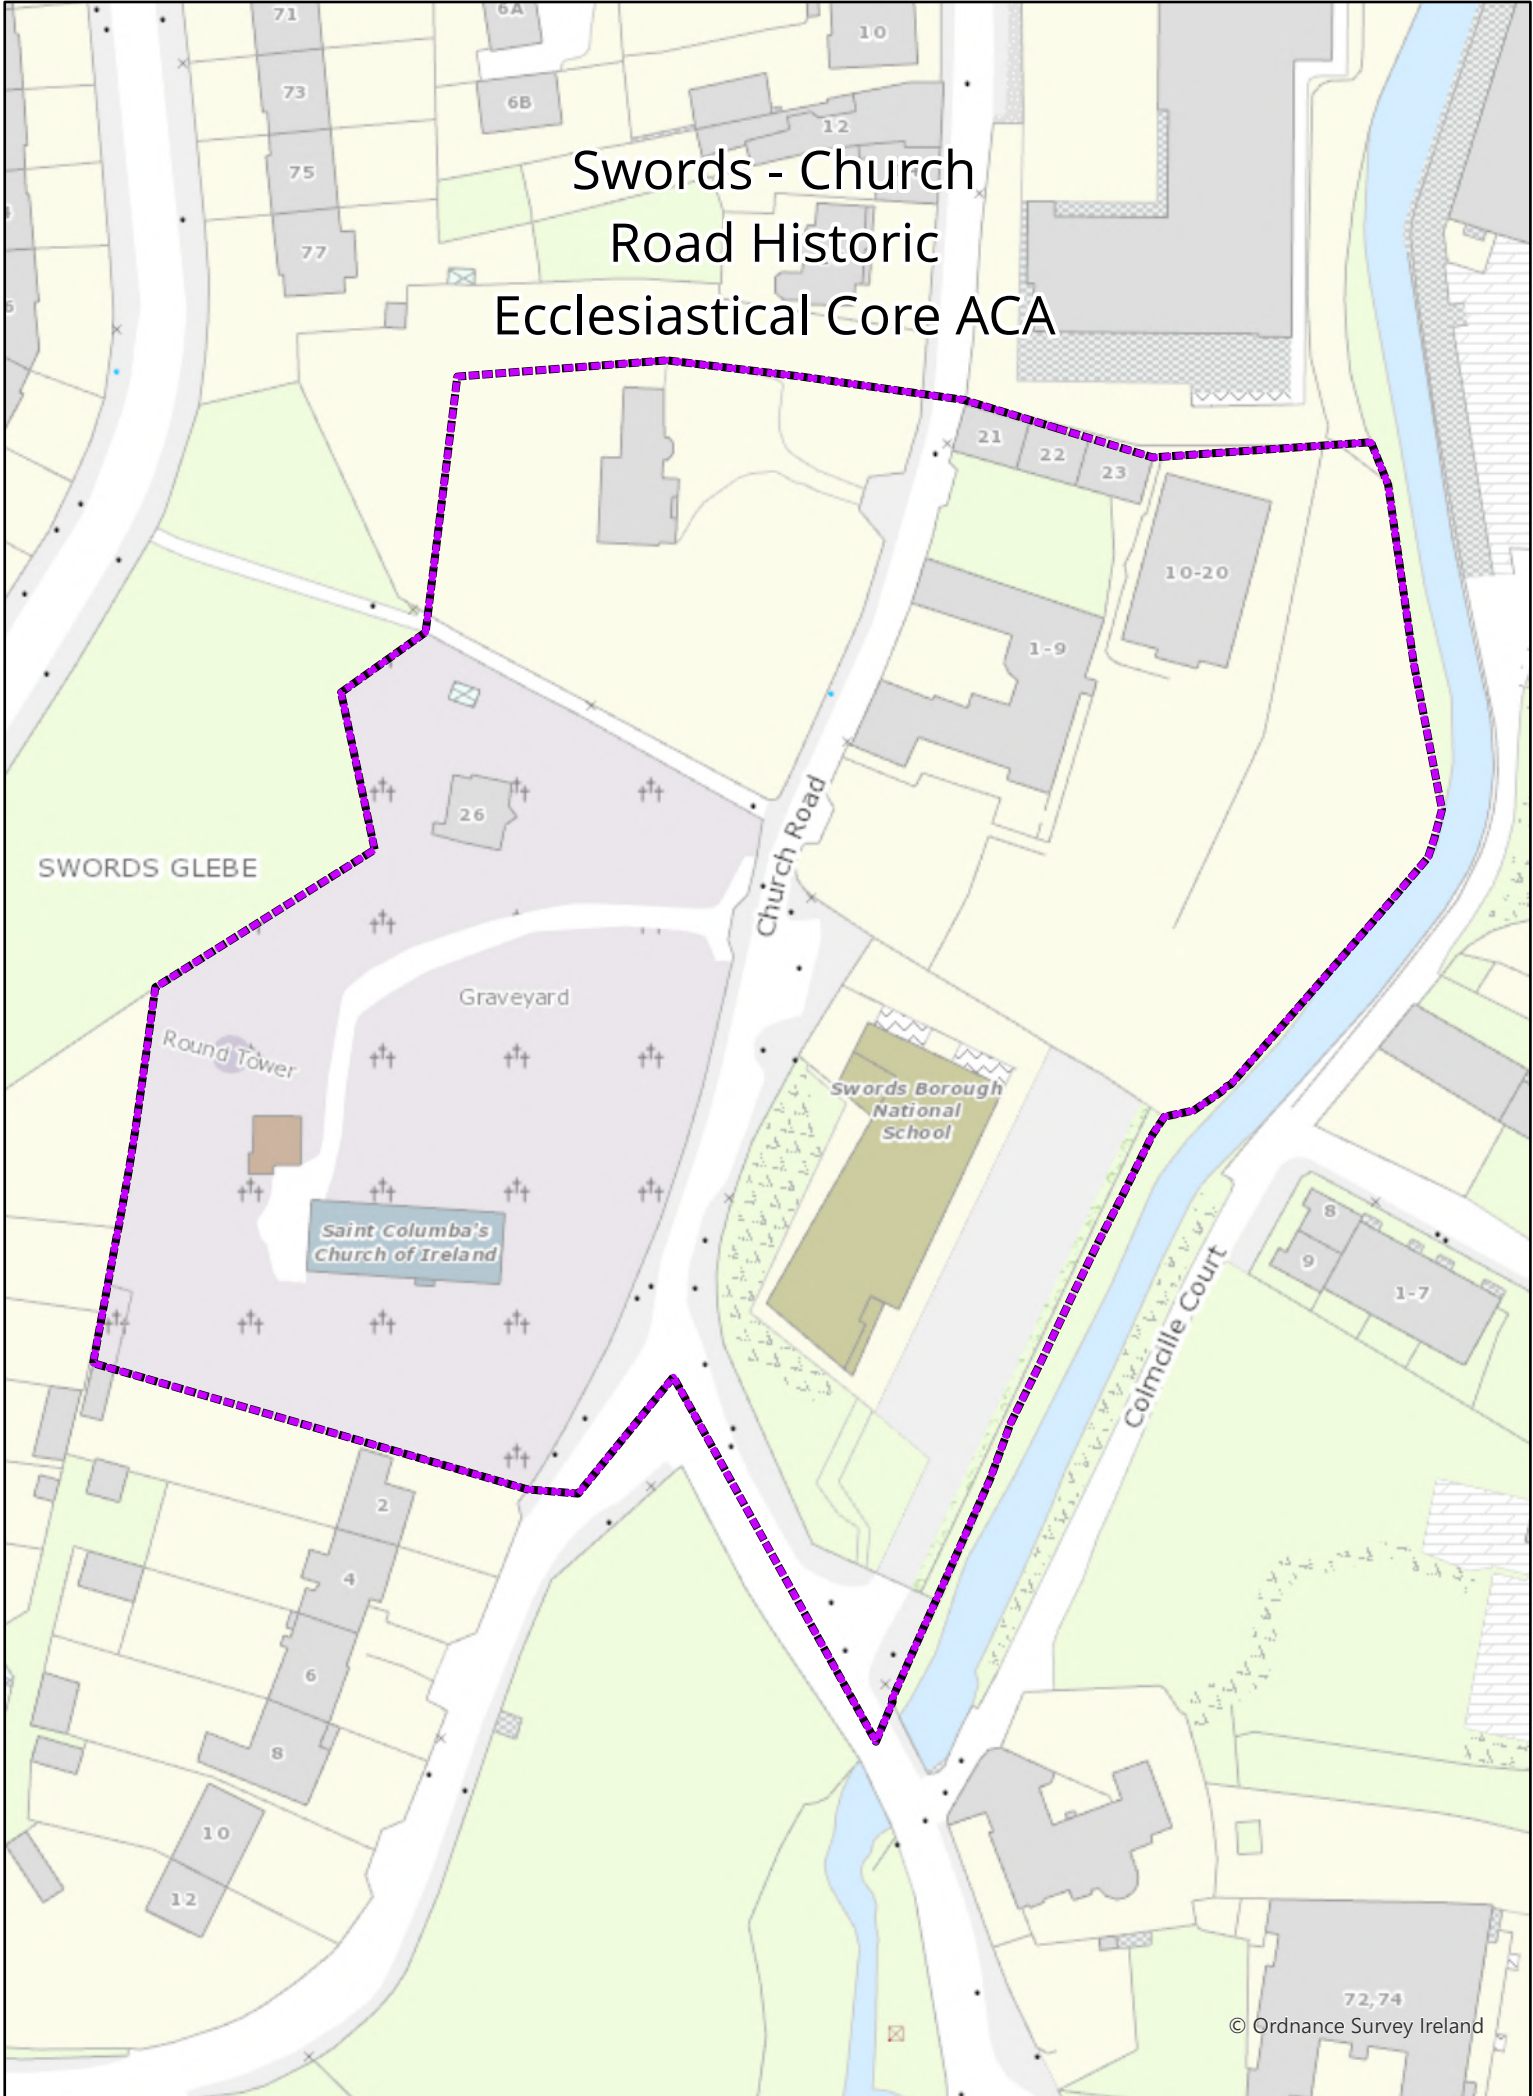 71
6A
10
73
6B
12
75
77
Swords - Church
Road Historic
Ecclesiastical Core ACA
21
22
23
10-20
1-9
26
SWORDS GLEBE
Church Road
Graveyard
Round Tower
Swords Borough
National
School
Saint Columba's
Church of Ireland
8
9
1-7
Colmcille Court
2
4
6
8
10
12
72,74
© Ordnance Survey Ireland